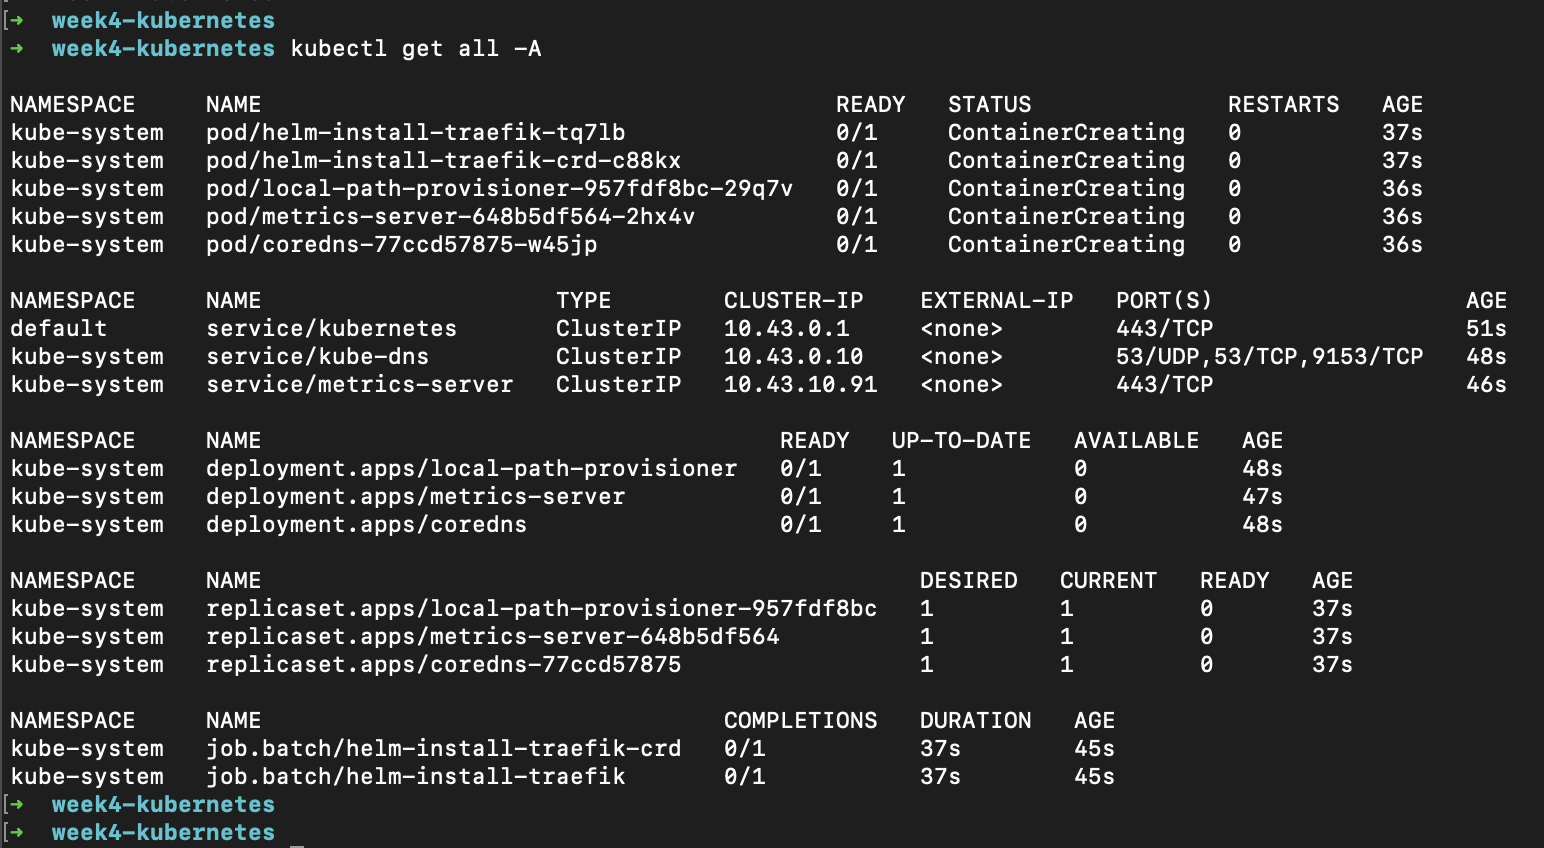 [➜ week4-kubernetes
➜ week4-kubernetes kubectl get all -A
NAMESPACE NAME READY STATUS RESTARTS AGE
kube-system pod/helm-install-traefik-tq7lb 0/1 ContainerCreating 0 37s
kube-system pod/helm-install-traefik-crd-c88kx 0/1 ContainerCreating 0 37s
kube-system pod/local-path-provisioner-957fdf8bc-29q7v 0/1 ContainerCreating 0 36s
kube-system pod/metrics-server-648b5df564-2hx4v 0/1 ContainerCreating 0 36s
kube-system pod/coredns-77ccd57875-w45jp 0/1 ContainerCreating 0 36s
NAMESPACE NAME TYPE CLUSTER-IP EXTERNAL-IP PORT(S) AGE
default service/kubernetes ClusterIP 10.43.0.1 <none> 443/TCP 51s
kube-system service/kube-dns ClusterIP 10.43.0.10 <none> 53/UDP,53/TCP,9153/TCP 48s
kube-system service/metrics-server ClusterIP 10.43.10.91 <none> 443/TCP 46s
NAMESPACE NAME READY UP-TO-DATE AVAILABLE AGE
kube-system deployment.apps/local-path-provisioner 0/1 1 0 48s
kube-system deployment.apps/metrics-server 0/1 1 0 47s
kube-system deployment.apps/coredns 0/1 1 0 48s
NAMESPACE NAME DESIRED CURRENT READY AGE
kube-system replicaset.apps/local-path-provisioner-957fdf8bc 1 1 0 37s
kube-system replicaset.apps/metrics-server-648b5df564 1 1 0 37s
kube-system replicaset.apps/coredns-77ccd57875 1 1 0 37s
NAMESPACE NAME COMPLETIONS DURATION AGE
kube-system job.batch/helm-install-traefik-crd 0/1 37s 45s
kube-system job.batch/helm-install-traefik 0/1 37s 45s
[➜ week4-kubernetes
[➜ week4-kubernetes